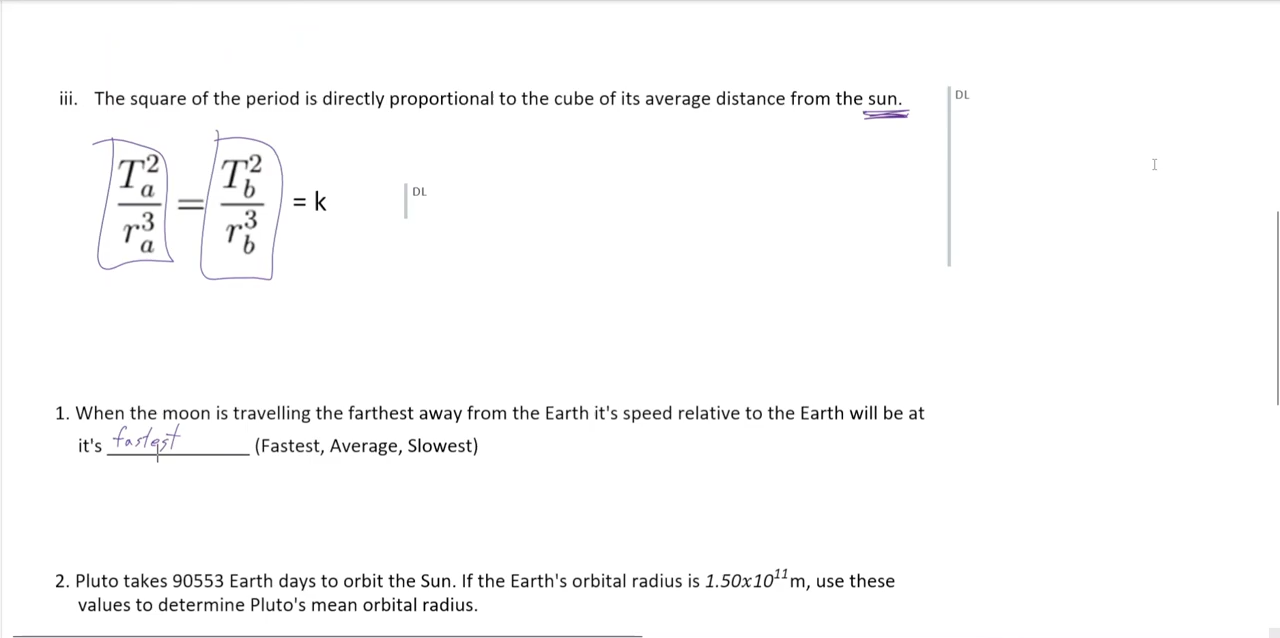 iii. The square of the period is directly proportional to the cube of its average distance from the sun.
DL
T²ₐ/r³ₐ = T²_b/r³_b = k
DL
1. When the moon is travelling the farthest away from the Earth it's speed relative to the Earth will be at
it's fastest (Fastest, Average, Slowest)
2. Pluto takes 90553 Earth days to orbit the Sun. If the Earth's orbital radius is 1.50x10¹¹m, use these
values to determine Pluto's mean orbital radius.